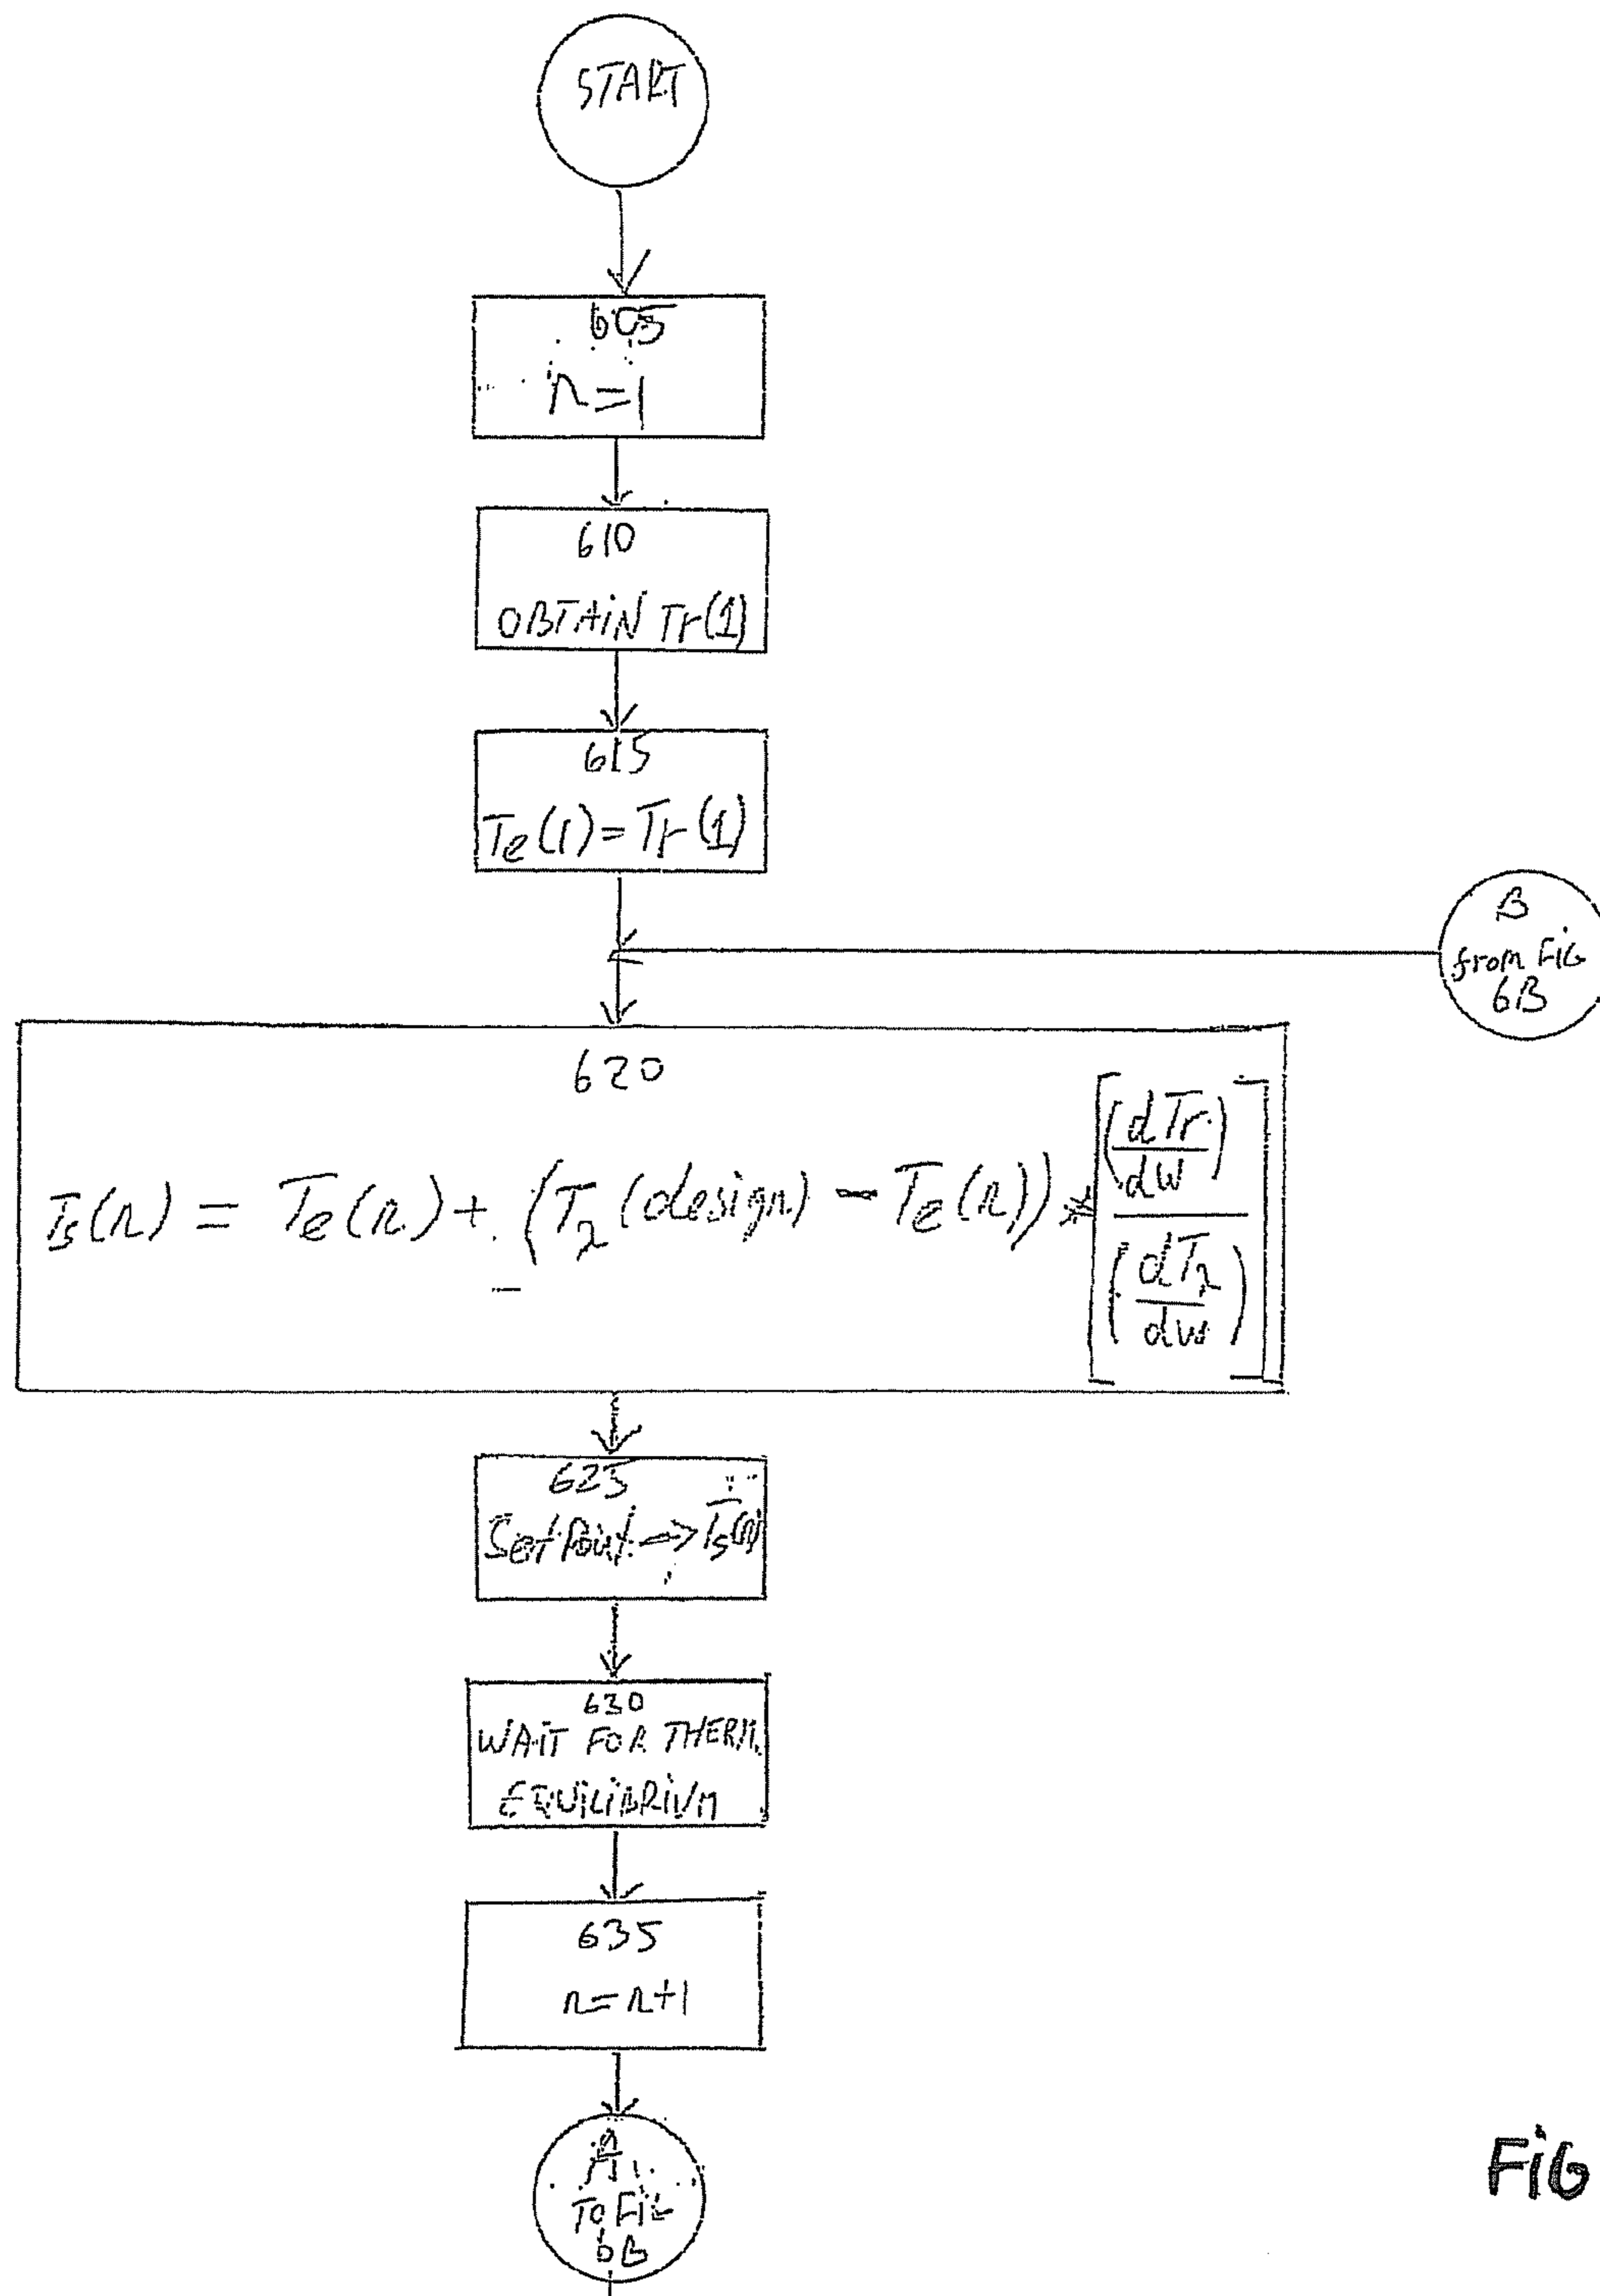 START
605
n=1
610
OBTAIN Tr(1)
615
Te(1)=Tr(1)
B
from FiG
6B
620
Ts(n) = Te(n) + (T2(design) - Te(n)) * [(dTr/dw)/(dT2/dw)]
625
Set Point -> Ts(n)
630
WAIT FOR THERM.
EQUILIBRIUM
635
n=n+1
A
TO FiG
6B
FiG